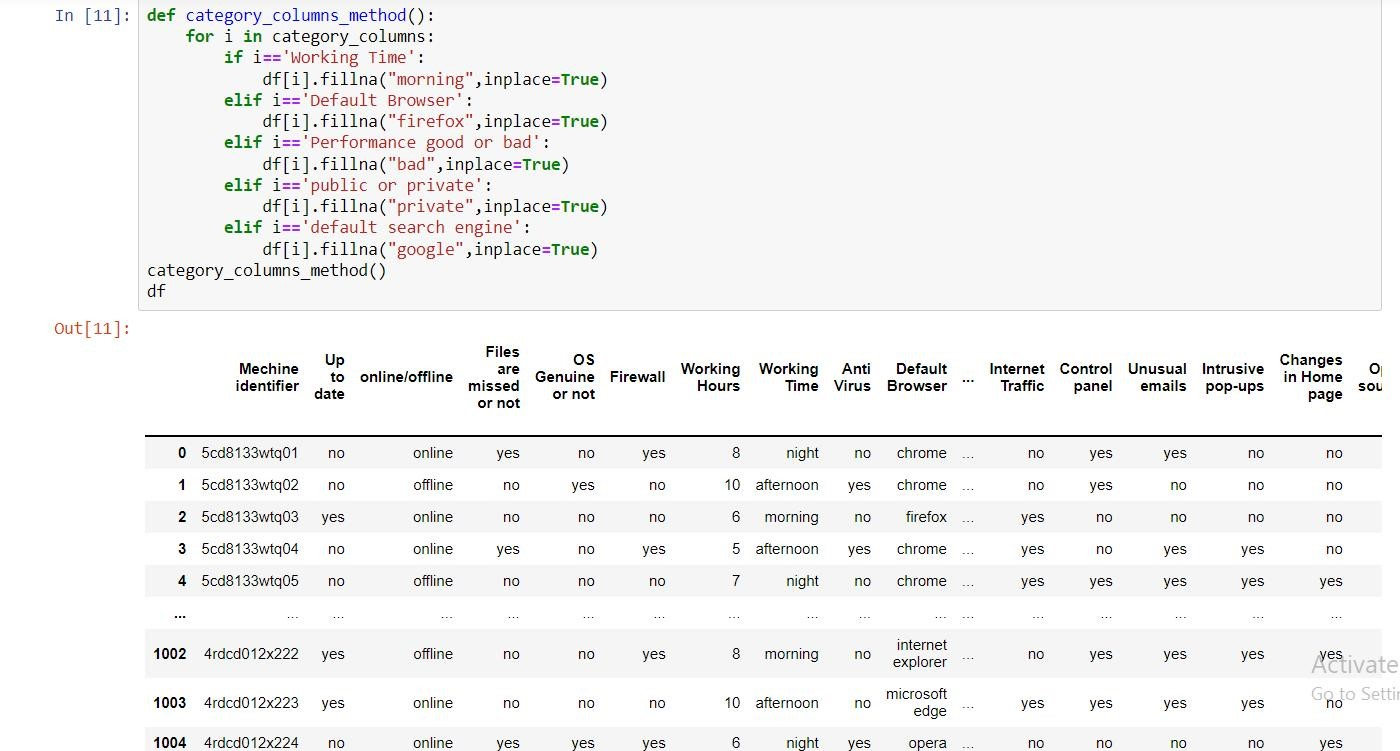 In [11]: def category_columns_method():
for i in category_columns:
if i=='Working Time':
df[i].fillna("morning",inplace=True)
elif i=='Default Browser':
df[i].fillna("firefox",inplace=True)
elif i=='Performance good or bad':
df[i].fillna("bad",inplace=True)
elif i=='public or private':
df[i].fillna("private",inplace=True)
elif i=='default search engine':
df[i].fillna("google",inplace=True)
category_columns_method()
df
Out[11]:
Mechine identifier Up to date online/offline Files are missed or not OS Genuine or not Firewall Working Hours Working Time Anti Virus Default Browser ... Internet Traffic Control panel Unusual emails Intrusive pop-ups Changes in Home page
0 5cd8133wtq01 no online yes no yes 8 night no chrome ... no yes yes no no
1 5cd8133wtq02 no offline no yes no 10 afternoon yes chrome ... no yes no no no
2 5cd8133wtq03 yes online no no no 6 morning no firefox ... yes no no no no
3 5cd8133wtq04 no online yes no yes 5 afternoon yes chrome ... yes no yes yes no
4 5cd8133wtq05 no offline no no no 7 night no chrome ... yes yes yes yes yes
... ... ... ... ... ... ... ... ... ... ... ... ... ... ... ... ...
1002 4rdcd012x222 yes offline no no yes 8 morning no internet explorer ... no yes yes yes yes
1003 4rdcd012x223 yes online no no no 10 afternoon no microsoft edge ... yes yes yes yes no
1004 4rdcd012x224 no online yes yes yes 6 night yes opera ... no no no no yes
Activate
Go to